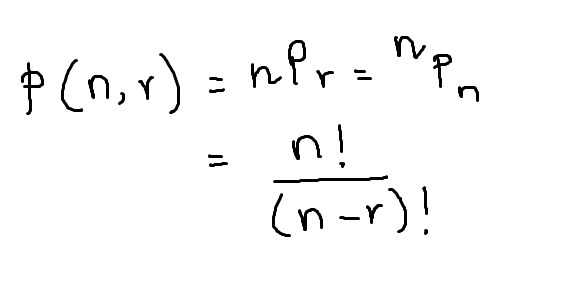 p(n,r) = nPr = ⁿPₙ
= n!/(n-r)!